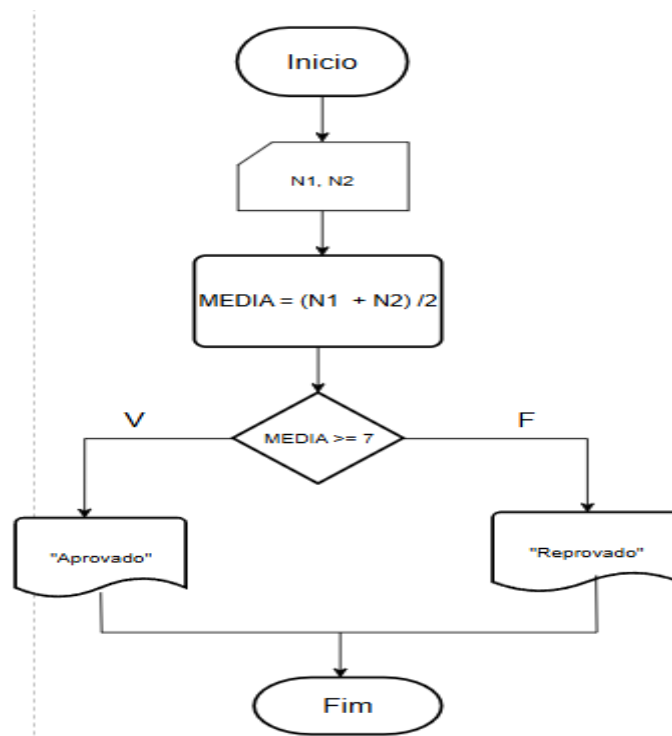 Inicio
N1, N2
MEDIA = (N1 + N2) /2
MEDIA >= 7
V
F
"Aprovado"
"Reprovado"
Fim